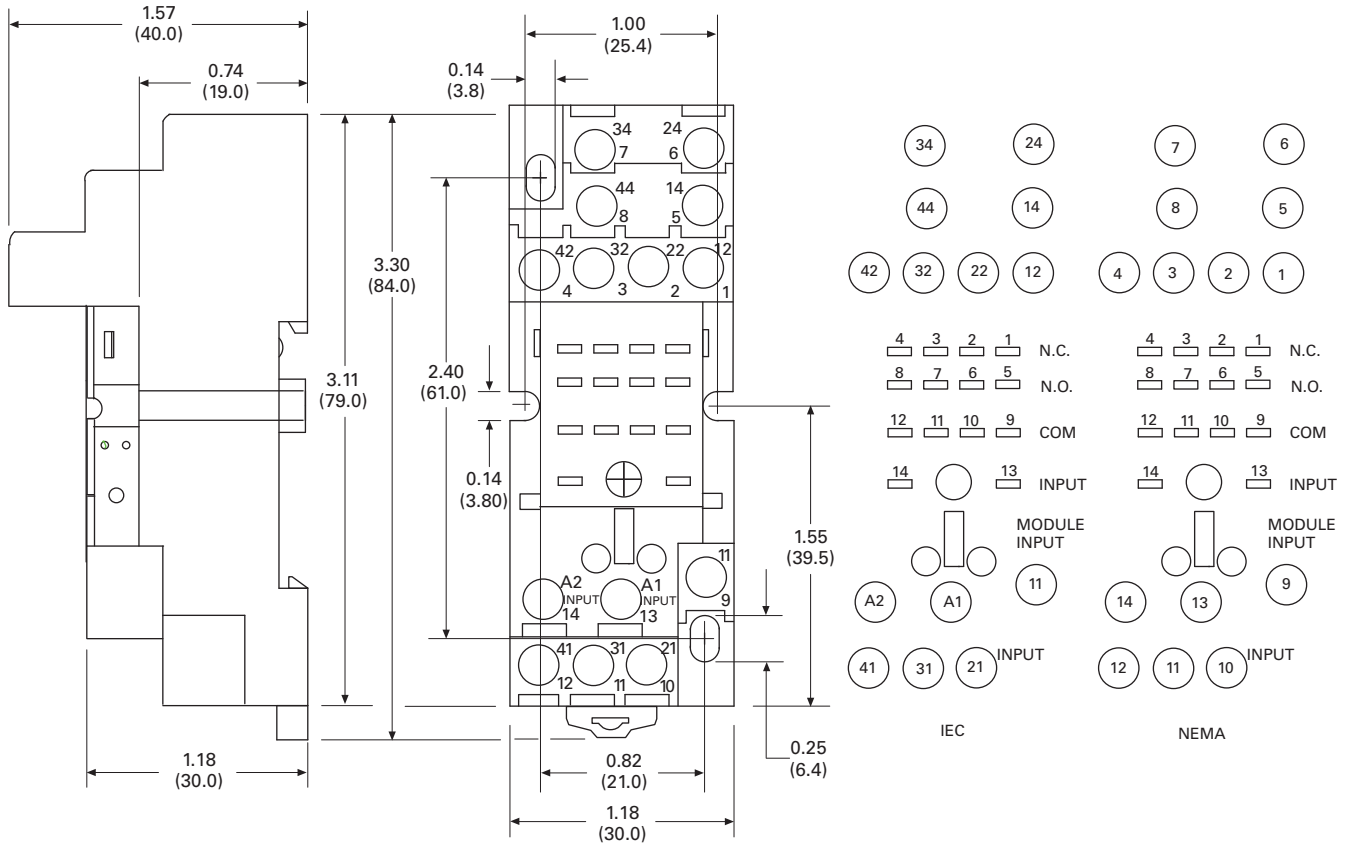 1.57
(40.0)
0.74
(19.0)
3.11
(79.0)
3.30
(84.0)
1.18
(30.0)
1.00
(25.4)
0.14
(3.8)
34 24
7 6
44 14
8 5
42 32 22 12
4 3 2 1
2.40
(61.0)
0.14
(3.80)
1.55
(39.5)
11
9
A2 A1
INPUT INPUT
14 13
41 31 21
12 11 10
0.25
(6.4)
0.82
(21.0)
1.18
(30.0)
34 24
44 14
42 32 22 12
4 3 2 1 N.C.
8 7 6 5 N.O.
12 11 10 9 COM
14 13 INPUT
MODULE
INPUT
11
A2 A1
41 31 21 INPUT
IEC
7 6
8 5
4 3 2 1
4 3 2 1 N.C.
8 7 6 5 N.O.
12 11 10 9 COM
14 13 INPUT
MODULE
INPUT
9
14 13
12 11 10 INPUT
NEMA